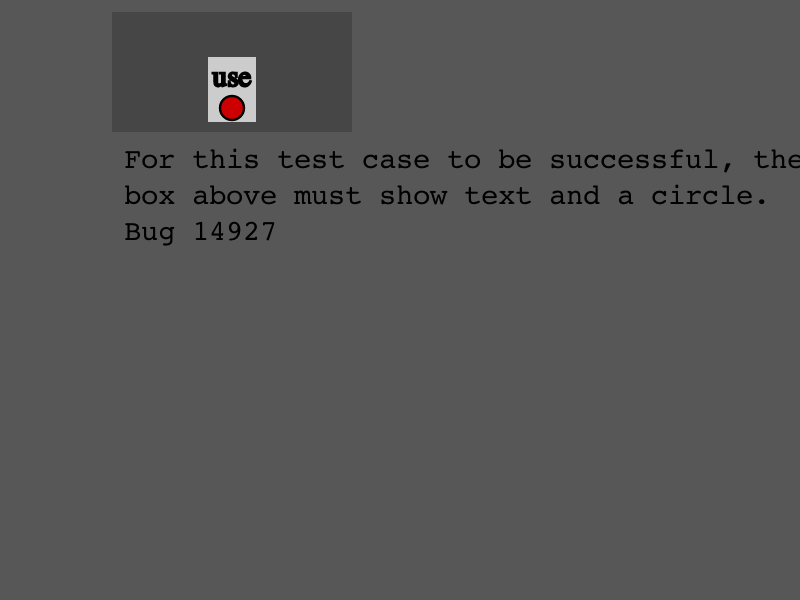 use
For this test case to be successful, the
box above must show text and a circle.
Bug 14927